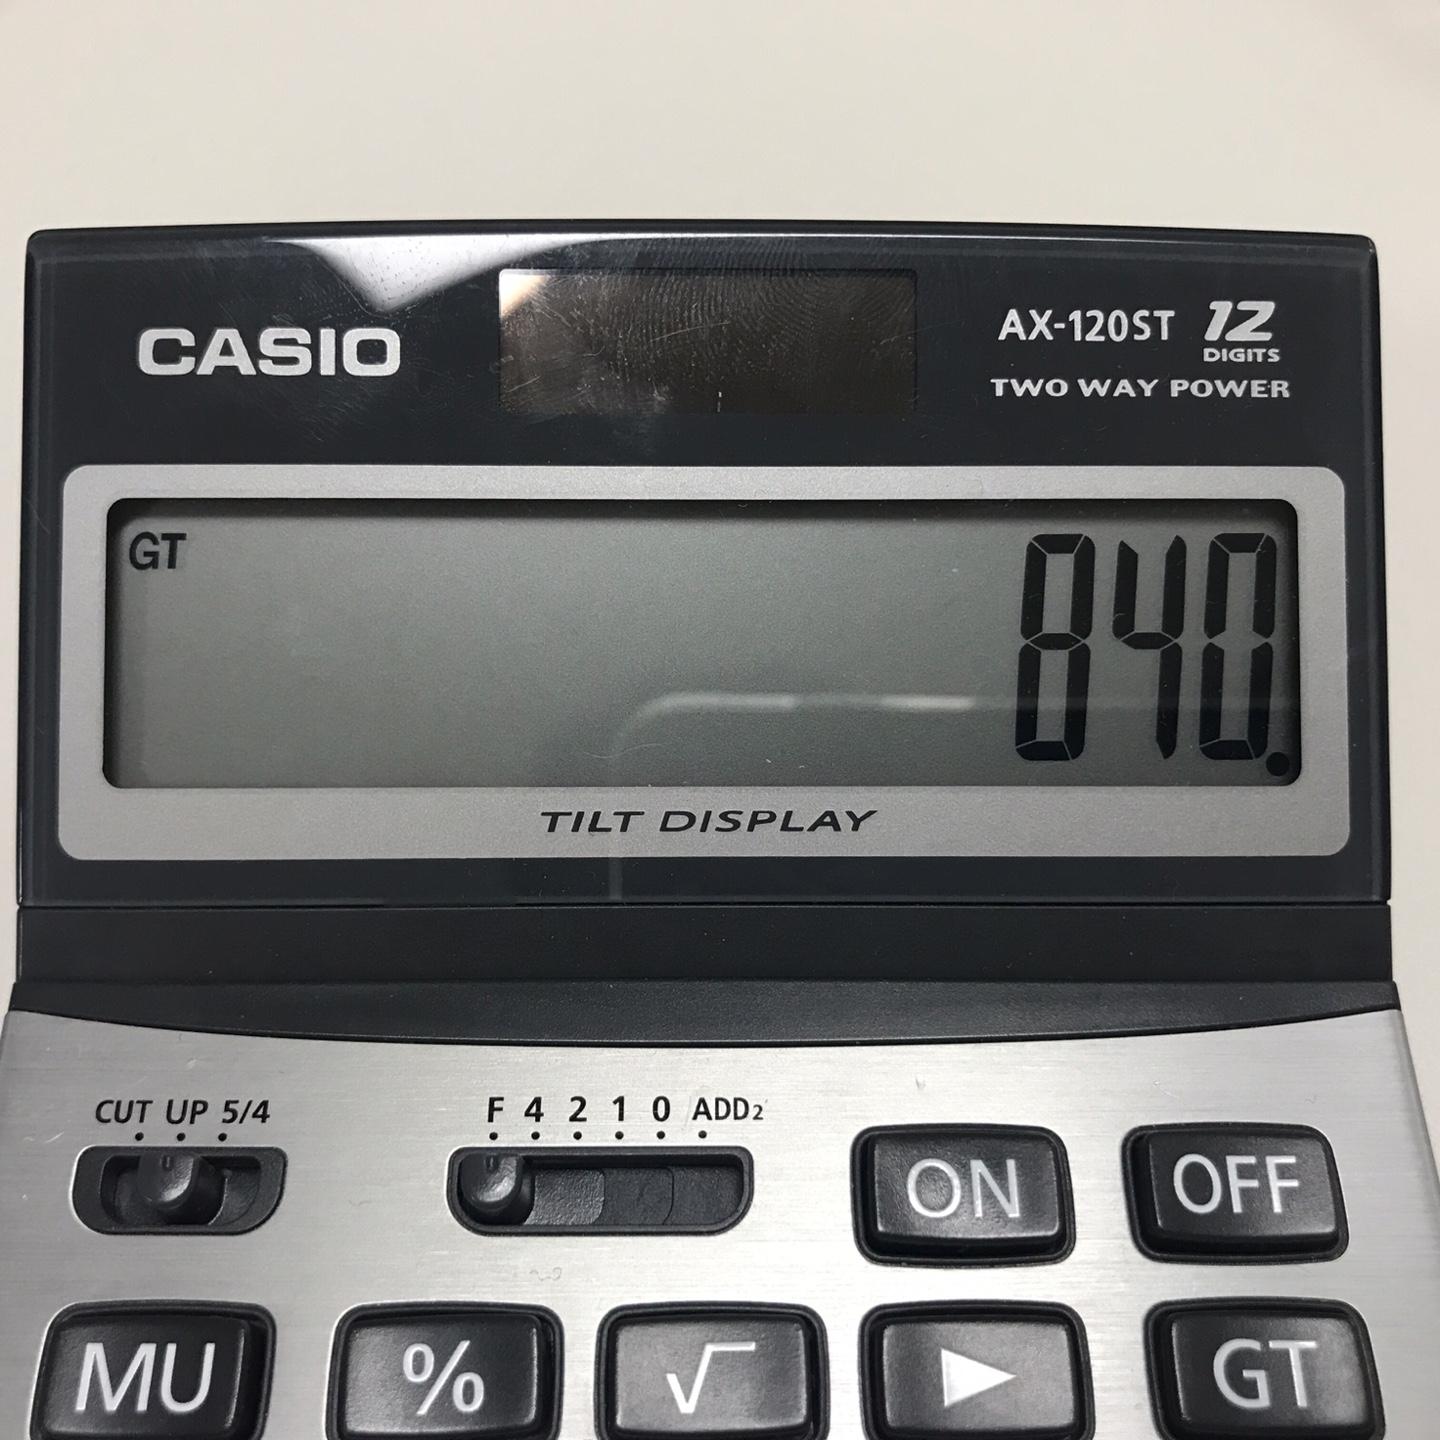 CASIO
AX-120ST 12 DIGITS
TWO WAY POWER
GT
840.
TILT DISPLAY
CUT UP 5/4
F 4 2 1 0 ADD2
ON OFF
MU % √ ▶ GT